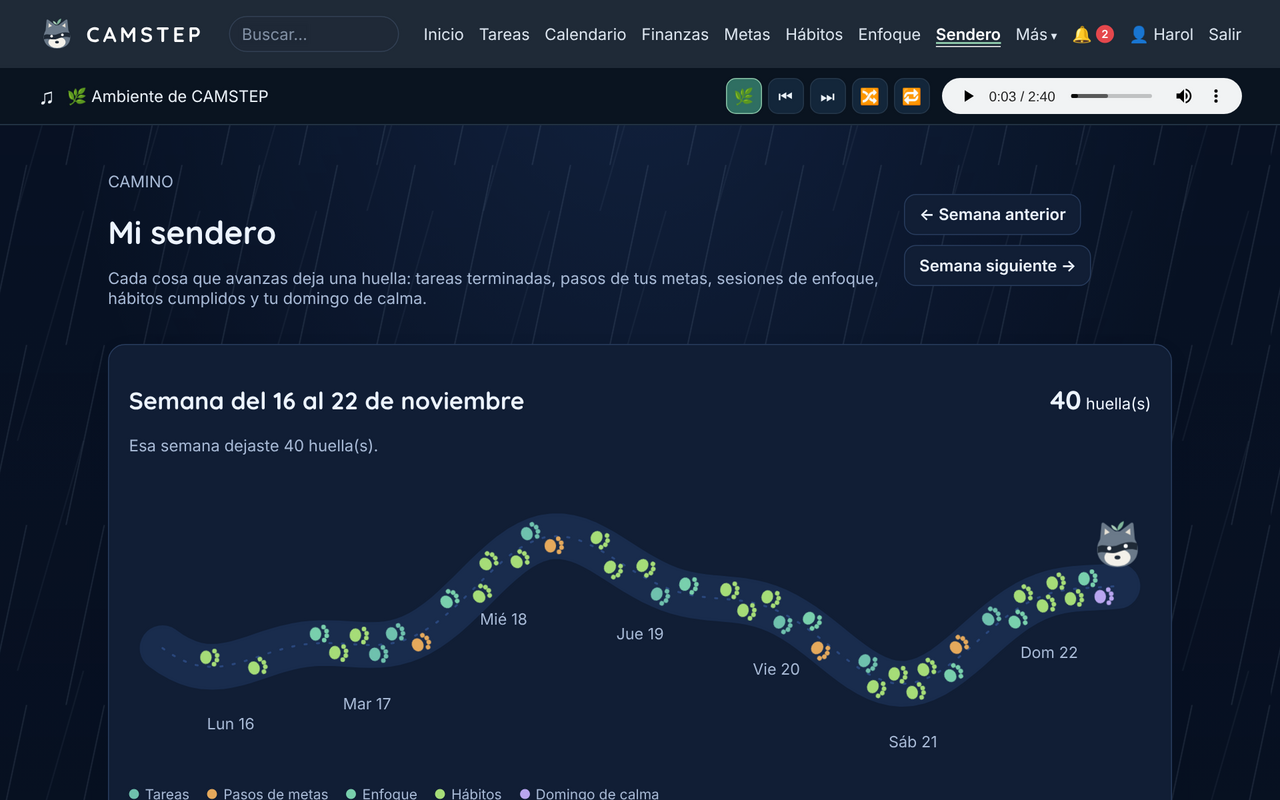 CAMSTEP
Buscar...
Inicio Tareas Calendario Finanzas Metas Hábitos Enfoque Sendero Más ▾ 2 Harol Salir
♫ Ambiente de CAMSTEP
0:03 / 2:40
CAMINO
Mi sendero
Cada cosa que avanzas deja una huella: tareas terminadas, pasos de tus metas, sesiones de enfoque,
hábitos cumplidos y tu domingo de calma.
← Semana anterior
Semana siguiente →
Semana del 16 al 22 de noviembre
40 huella(s)
Esa semana dejaste 40 huella(s).
Lun 16
Mar 17
Mié 18
Jue 19
Vie 20
Sáb 21
Dom 22
Tareas Pasos de metas Enfoque Hábitos Domingo de calma